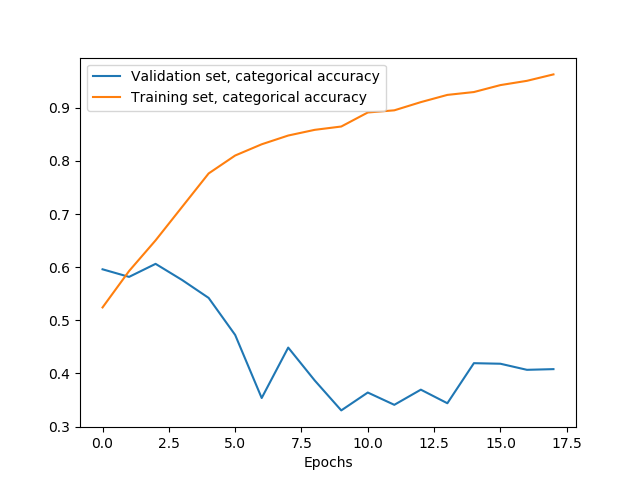 Validation set, categorical accuracy
Training set, categorical accuracy
0.9
0.8
0.7
0.6
0.5
0.4
0.3
0.0 2.5 5.0 7.5 10.0 12.5 15.0 17.5
Epochs